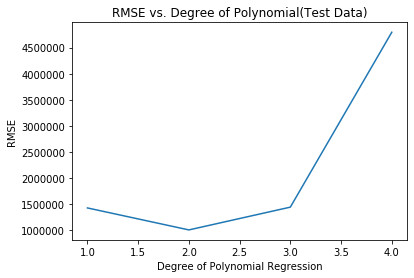 RMSE vs. Degree of Polynomial(Test Data)
4500000
4000000
3500000
3000000
2500000
2000000
1500000
1000000
RMSE
1.0 1.5 2.0 2.5 3.0 3.5 4.0
Degree of Polynomial Regression